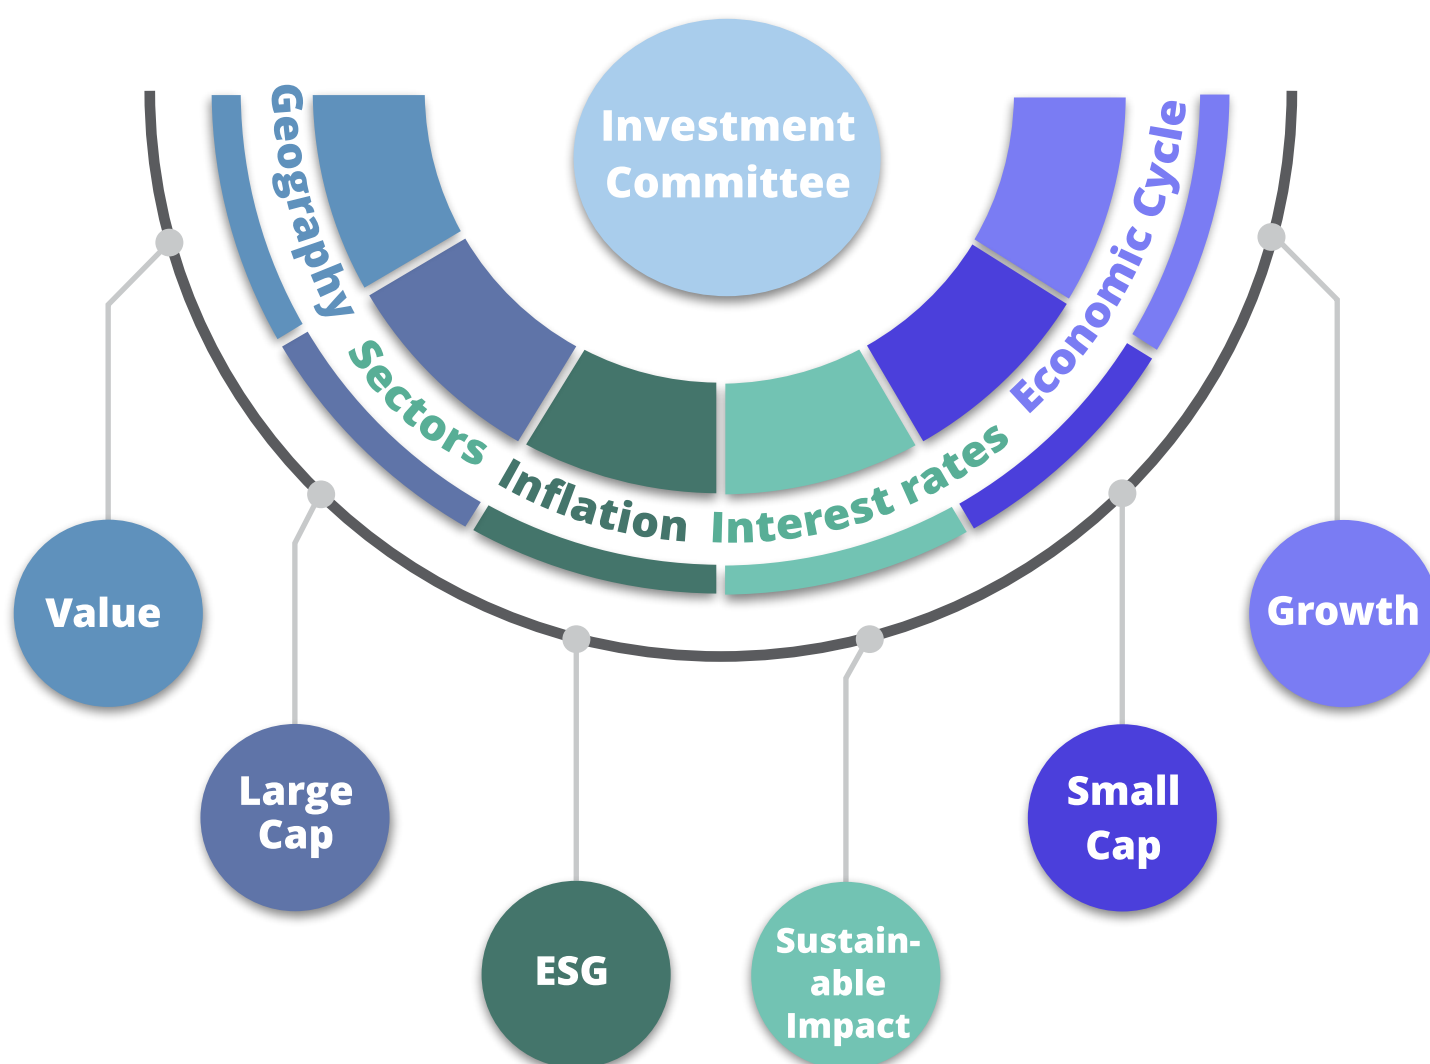 Investment
Committee
Geography
Sectors
Inflation
Interest rates
Economic Cycle
Value
Large
Cap
ESG
Sustain-
able
Impact
Small
Cap
Growth